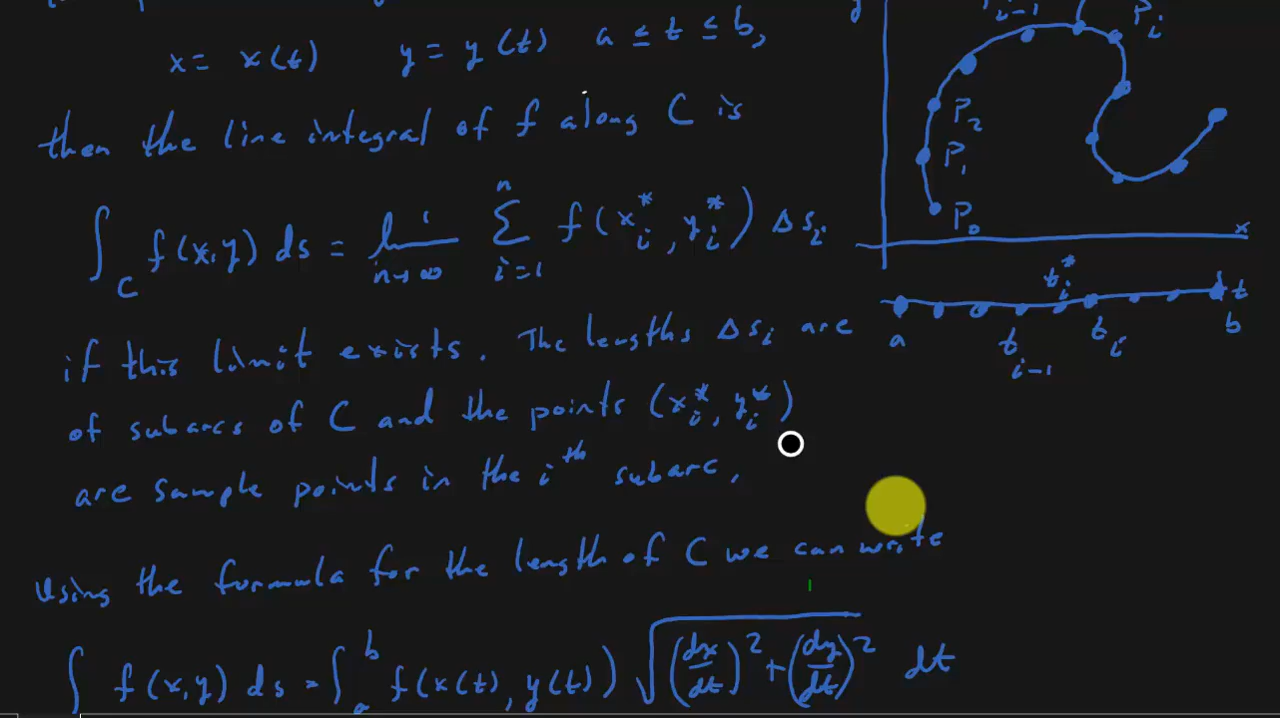 x = x(t) y = y(t) a ≤ t ≤ b,
then the line integral of f along C is
∫_C f(x,y) ds = lim_{n→∞} Σ_{i=1}^{n} f(x_i^*, y_i^*) Δs_i
if this limit exists. The lengths Δs_i are
of subarcs of C and the points (x_i^*, y_i^*)
are sample points in the i^th subarc.
Using the formula for the length of C we can write
∫ f(x,y) ds = ∫_a^b f(x(t), y(t)) √((dx/dt)^2 + (dy/dt)^2) dt
P_{i-1} P_i
P_2
P_1
P_0
x
t_i^* t
a t_{i-1} t_i b